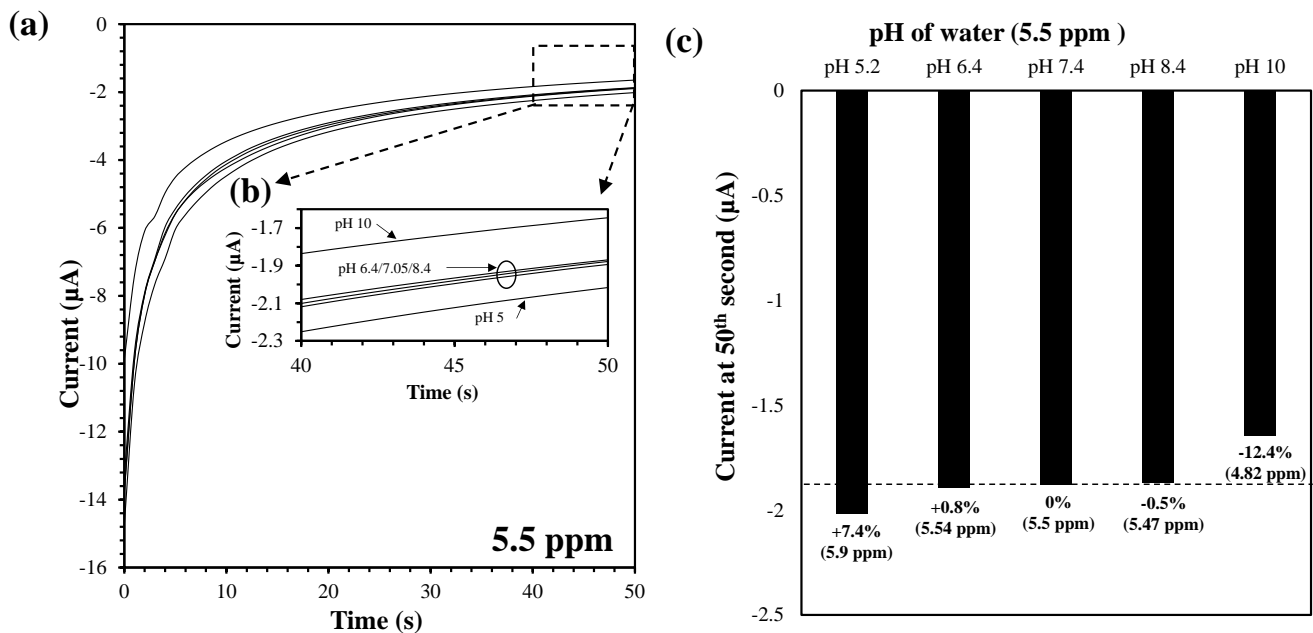 (a)
0
-2
-4
-6
-8
-10
-12
-14
-16
Current (µA)
0
10
20
30
40
50
Time (s)
5.5 ppm
(b)
-1.7
-1.9
-2.1
-2.3
Current (µA)
pH 10
pH 6.4/7.05/8.4
pH 5
40
45
50
Time (s)
(c)
pH of water (5.5 ppm )
pH 5.2
pH 6.4
pH 7.4
pH 8.4
pH 10
0
-0.5
-1
-1.5
-2
-2.5
Current at 50th second (µA)
+7.4%
(5.9 ppm)
+0.8%
(5.54 ppm)
0%
(5.5 ppm)
-0.5%
(5.47 ppm)
-12.4%
(4.82 ppm)